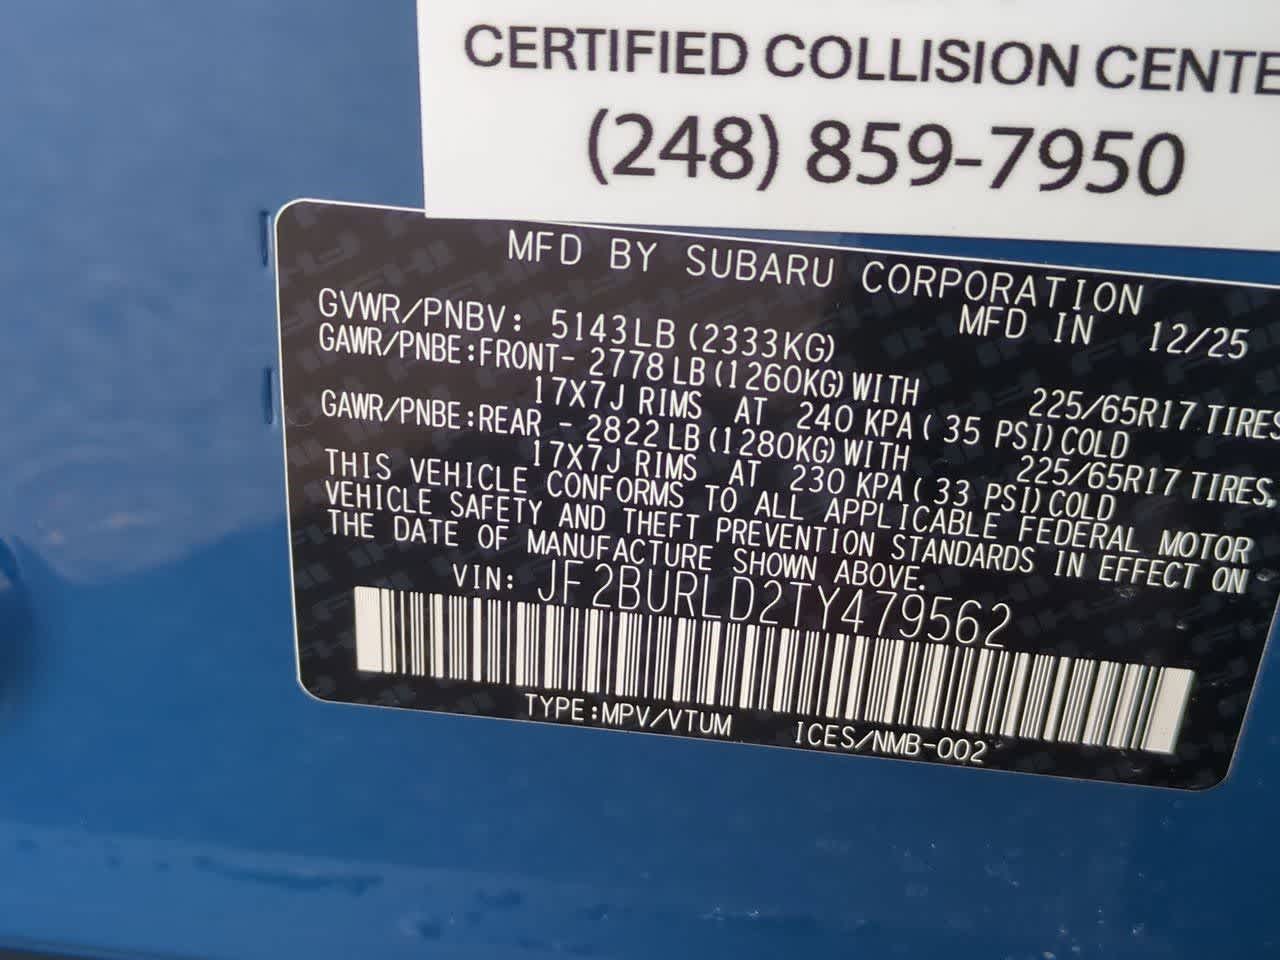 CERTIFIED COLLISION CENTE
(248) 859-7950
MFD BY SUBARU CORPORATION
MFD IN 12/25
GVWR/PNBV: 5143LB (2333KG)
GAWR/PNBE:FRONT- 2778 LB (1260KG) WITH 225/65R17 TIRES
17X7J RIMS AT 240 KPA ( 35 PSI) COLD
GAWR/PNBE:REAR - 2822 LB (1280KG) WITH 225/65R17 TIRES,
17X7J RIMS AT 230 KPA ( 33 PSI) COLD
THIS VEHICLE CONFORMS TO ALL APPLICABLE FEDERAL MOTOR
VEHICLE SAFETY AND THEFT PREVENTION STANDARDS IN EFFECT ON
THE DATE OF MANUFACTURE SHOWN ABOVE.
VIN: JF2BURLD2TY479562
TYPE:MPV/VTUM ICES/NMB-002